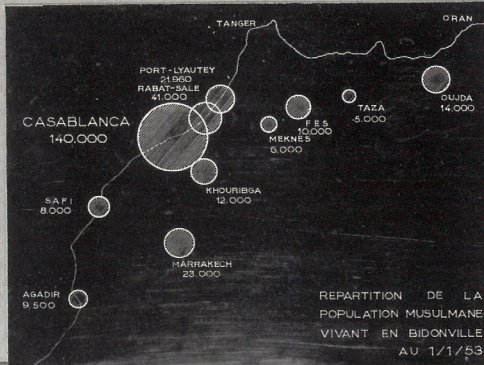 TANGER
ORAN
PORT-LYAUTEY
21.960
RABAT-SALE
41.000
CASABLANCA
140.000
OUJDA
14.000
TAZA
-5.000
FES
10.000
MEKNES
6.000
KHOURIBGA
12.000
SAFI
8.000
MARRAKECH
23.000
AGADIR
9.500
REPARTITION DE LA
POPULATION MUSULMANE
VIVANT EN BIDONVILLE
AU 1/1/53